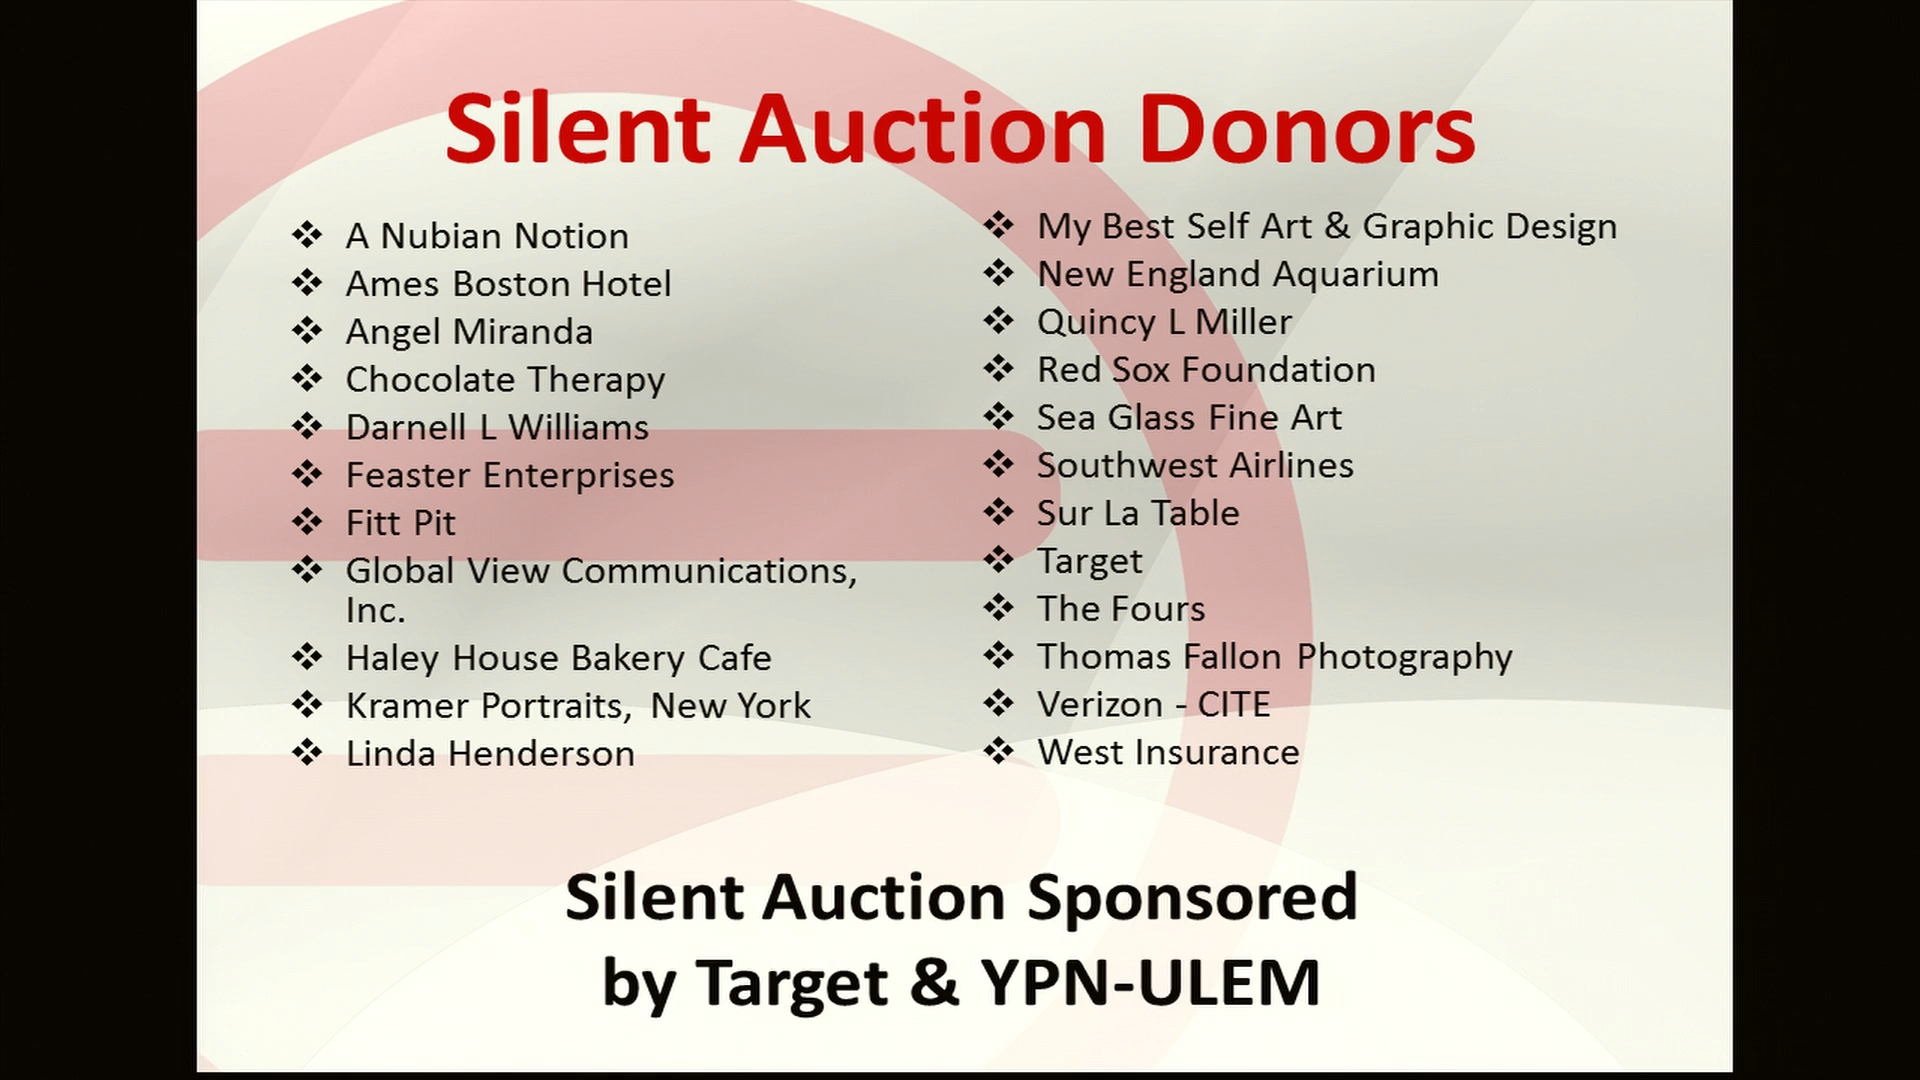 Silent Auction Donors
❖ A Nubian Notion
❖ Ames Boston Hotel
❖ Angel Miranda
❖ Chocolate Therapy
❖ Darnell L Williams
❖ Feaster Enterprises
❖ Fitt Pit
❖ Global View Communications,
Inc.
❖ Haley House Bakery Cafe
❖ Kramer Portraits, New York
❖ Linda Henderson
❖ My Best Self Art & Graphic Design
❖ New England Aquarium
❖ Quincy L Miller
❖ Red Sox Foundation
❖ Sea Glass Fine Art
❖ Southwest Airlines
❖ Sur La Table
❖ Target
❖ The Fours
❖ Thomas Fallon Photography
❖ Verizon - CITE
❖ West Insurance
Silent Auction Sponsored
by Target & YPN-ULEM